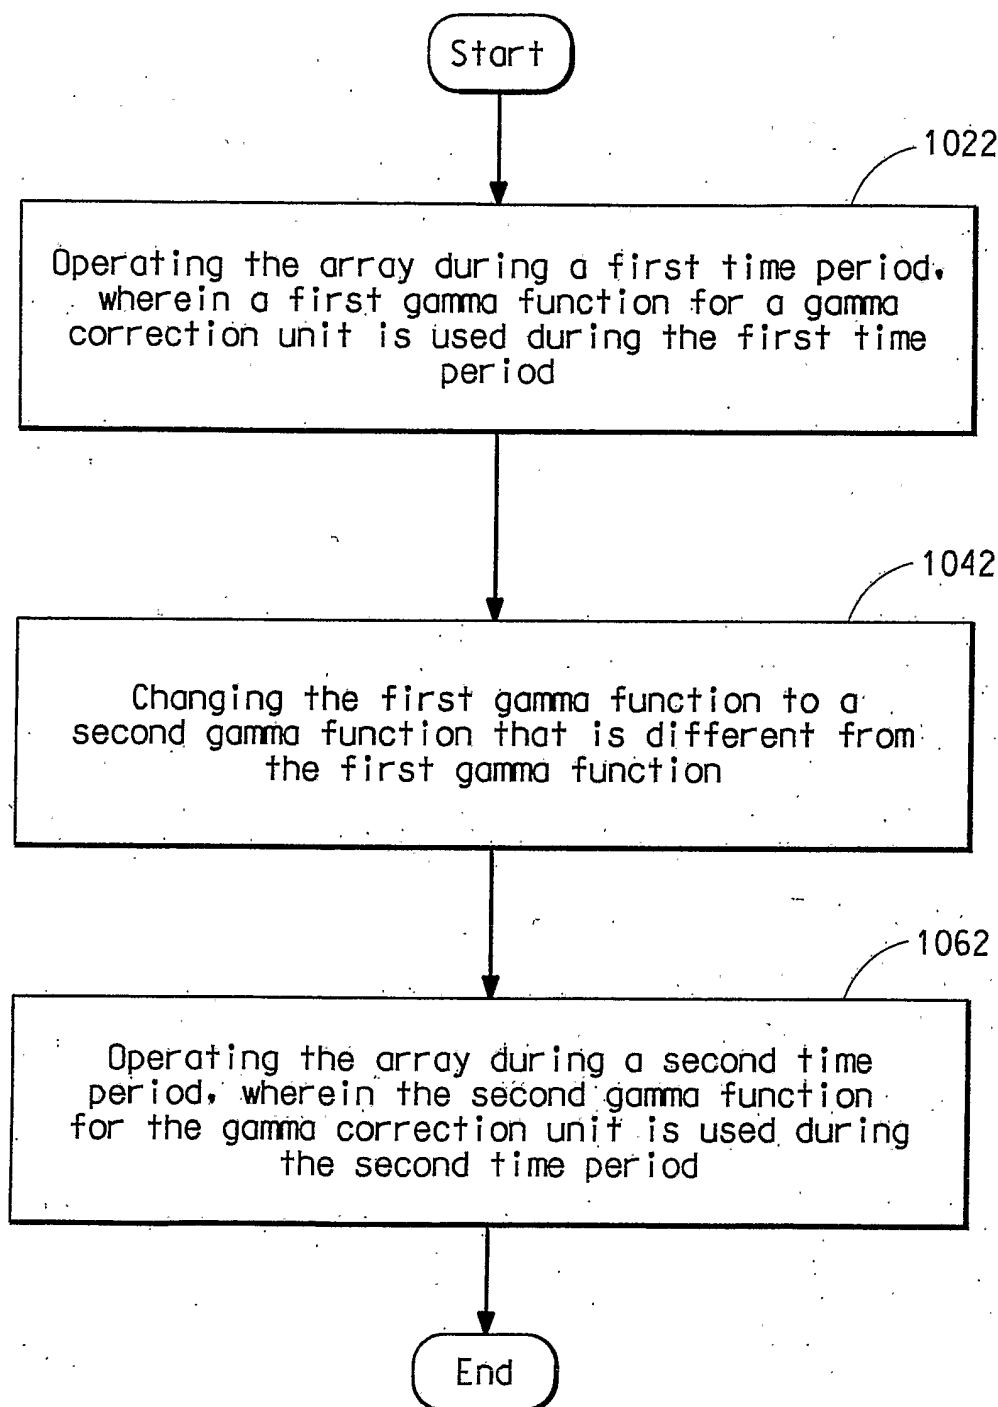 Start
1022
Operating the array during a first time period,
wherein a first gamma function for a gamma
correction unit is used during the first time
period
1042
Changing the first gamma function to a
second gamma function that is different from
the first gamma function
1062
Operating the array during a second time
period, wherein the second gamma function
for the gamma correction unit is used during
the second time period
End